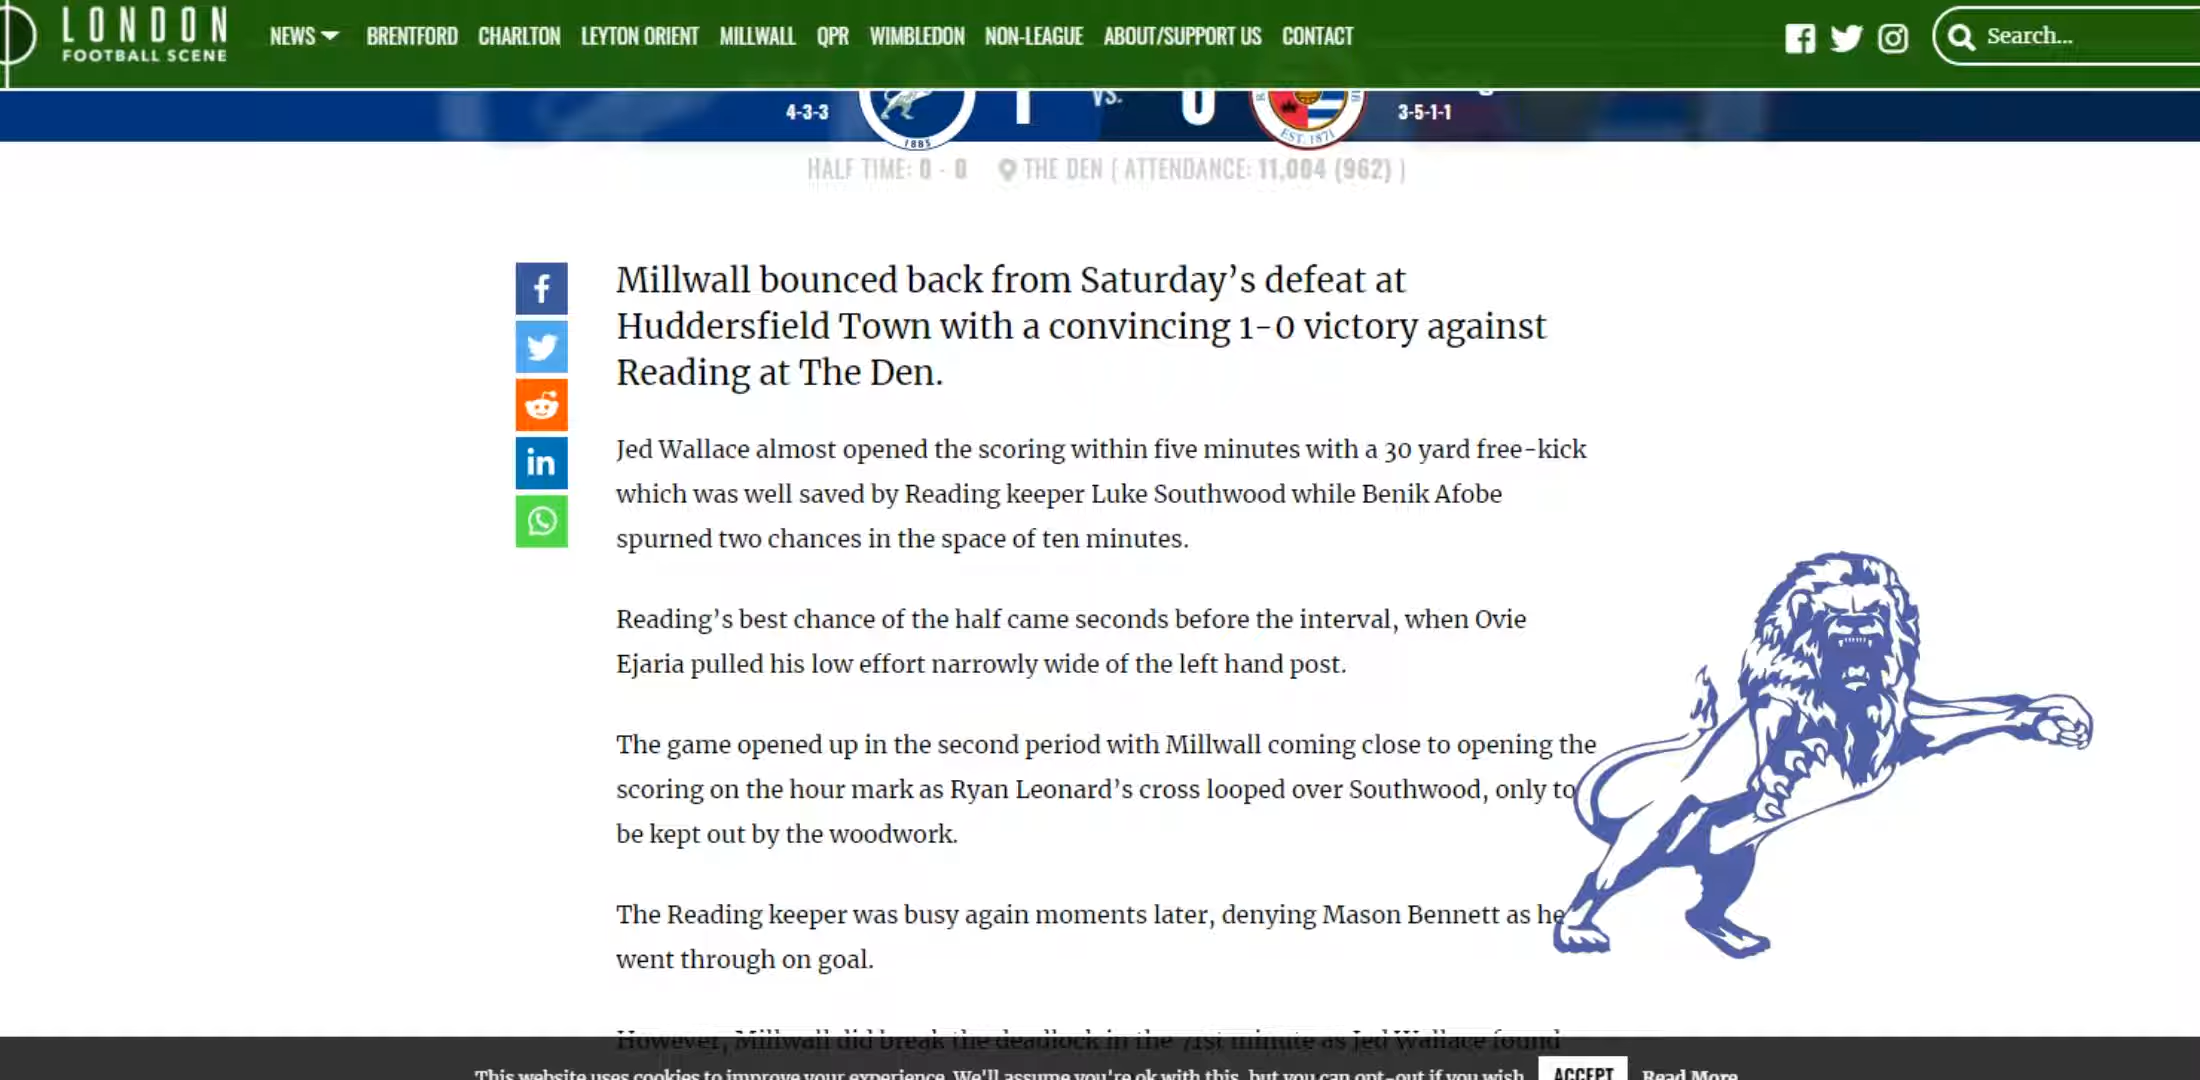 LONDON
FOOTBALL SCENE
NEWS BRENTFORD CHARLTON LEYTON ORIENT MILLWALL QPR WIMBLEDON NON-LEAGUE ABOUT/SUPPORT US CONTACT
Search...
4-3-3 1 VS. 0 3-5-1-1
1885
EST. 1871
HALF TIME: 0 - 0 THE DEN ( ATTENDANCE: 11,004 (962) )
Millwall bounced back from Saturday’s defeat at
Huddersfield Town with a convincing 1-0 victory against
Reading at The Den.
Jed Wallace almost opened the scoring within five minutes with a 30 yard free-kick
which was well saved by Reading keeper Luke Southwood while Benik Afobe
spurned two chances in the space of ten minutes.
Reading’s best chance of the half came seconds before the interval, when Ovie
Ejaria pulled his low effort narrowly wide of the left hand post.
The game opened up in the second period with Millwall coming close to opening the
scoring on the hour mark as Ryan Leonard’s cross looped over Southwood, only to
be kept out by the woodwork.
The Reading keeper was busy again moments later, denying Mason Bennett as he
went through on goal.
However, Millwall did break the deadlock in the 71st minute as Jed Wallace found
This website uses cookies to improve your experience. We'll assume you're ok with this, but you can opt-out if you wish. ACCEPT Read More